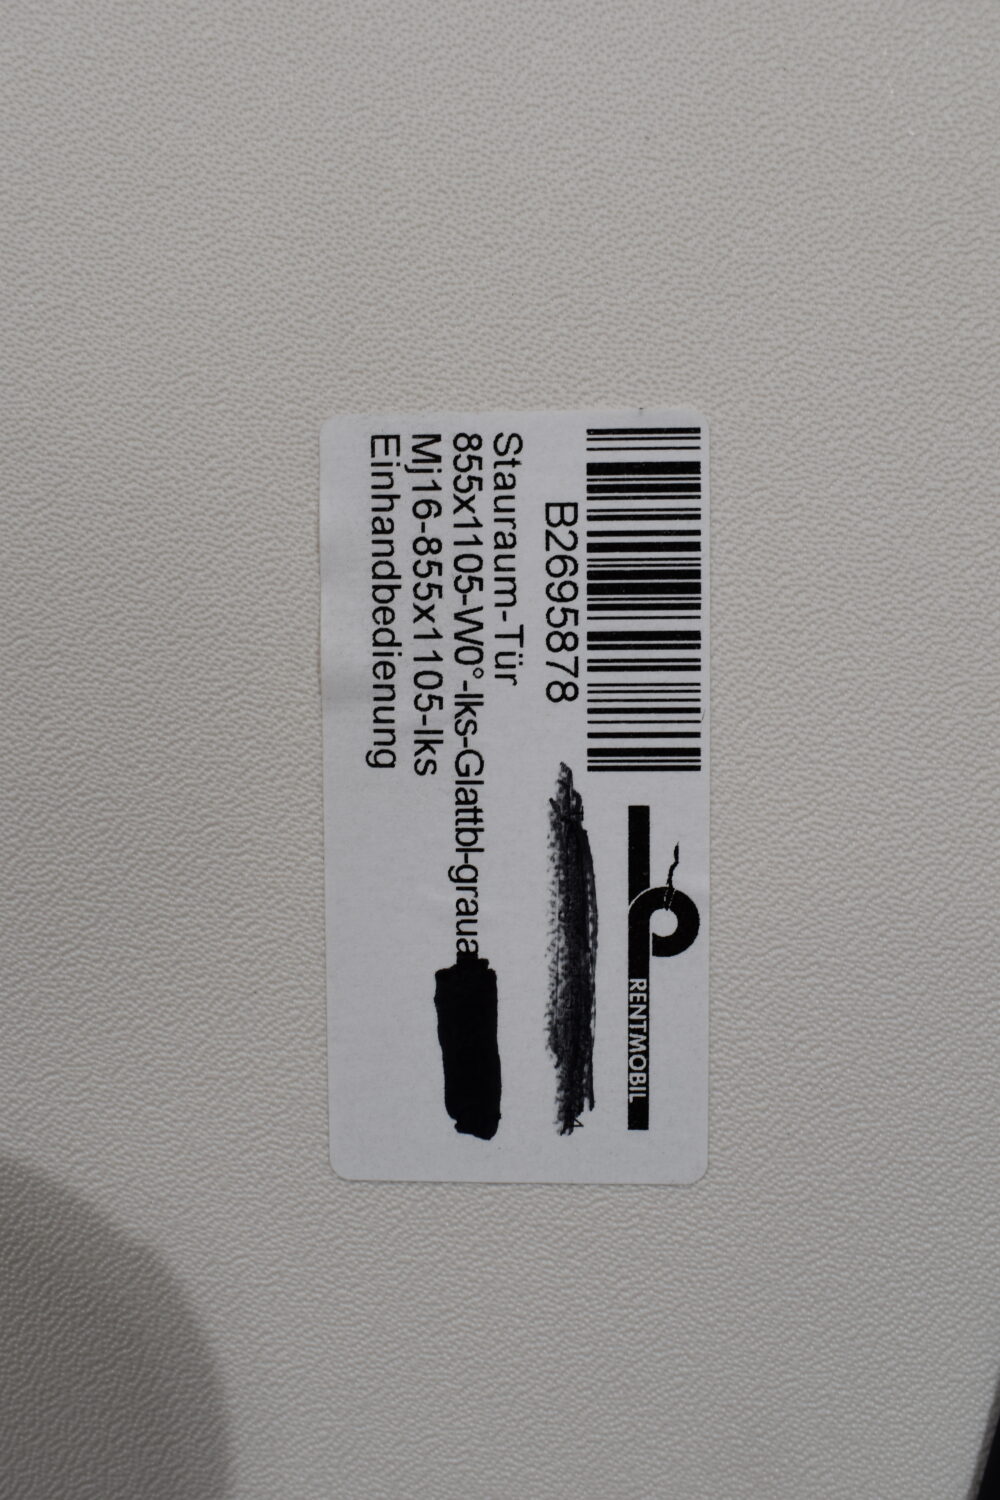 RENTMOBIL
B2695878
Stauraum-Tür
855x1105-W0°-lks-Glattbl-graua
Mj16-855x1105-lks
Einhandbedienung